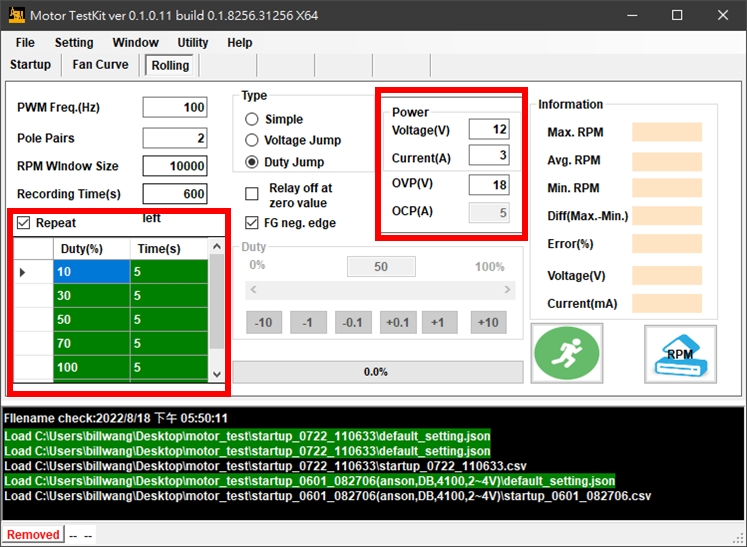 Motor TestKit ver 0.1.0.11 build 0.1.8256.31256 X64
File Setting Window Utility Help
Startup Fan Curve Rolling
PWM Freq.(Hz) 100
Pole Pairs 2
RPM WIndow Size 10000
Recording Time(s) 600
left
Repeat
Duty(%) Time(s)
10 5
30 5
50 5
70 5
100 5
Type
Simple
Voltage Jump
Duty Jump
Relay off at
zero value
FG neg. edge
Power
Voltage(V) 12
Current(A) 3
OVP(V) 18
OCP(A) 5
Duty
0% 50 100%
-10 -1 -0.1 +0.1 +1 +10
0.0%
Information
Max. RPM
Avg. RPM
Min. RPM
Diff(Max.-Min.)
Error(%)
Voltage(V)
Current(mA)
RPM
FIlename check:2022/8/18 下午 05:50:11
Load C:\Users\billwang\Desktop\motor_test\startup_0722_110633\default_setting.json
Load C:\Users\billwang\Desktop\motor_test\startup_0722_110633\default_setting.json
Load C:\Users\billwang\Desktop\motor_test\startup_0722_110633\startup_0722_110633.csv
Load C:\Users\billwang\Desktop\motor_test\startup_0601_082706(anson,DB,4100,2~4V)\default_setting.json
Load C:\Users\billwang\Desktop\motor_test\startup_0601_082706(anson,DB,4100,2~4V)\startup_0601_082706.csv
Removed -- --